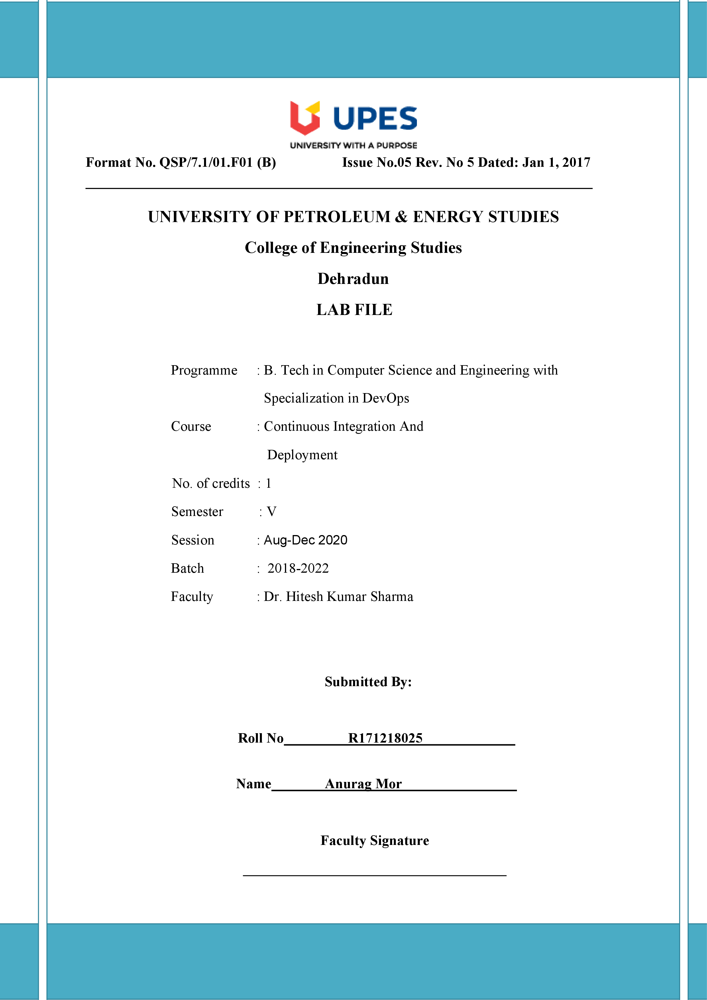 UPES
UNIVERSITY WITH A PURPOSE
Format No. QSP/7.1/01.F01 (B) Issue No.05 Rev. No 5 Dated: Jan 1, 2017
UNIVERSITY OF PETROLEUM & ENERGY STUDIES
College of Engineering Studies
Dehradun
LAB FILE
Programme : B. Tech in Computer Science and Engineering with
Specialization in DevOps
Course : Continuous Integration And
Deployment
No. of credits : 1
Semester : V
Session : Aug-Dec 2020
Batch : 2018-2022
Faculty : Dr. Hitesh Kumar Sharma
Submitted By:
Roll No R171218025
Name Anurag Mor
Faculty Signature